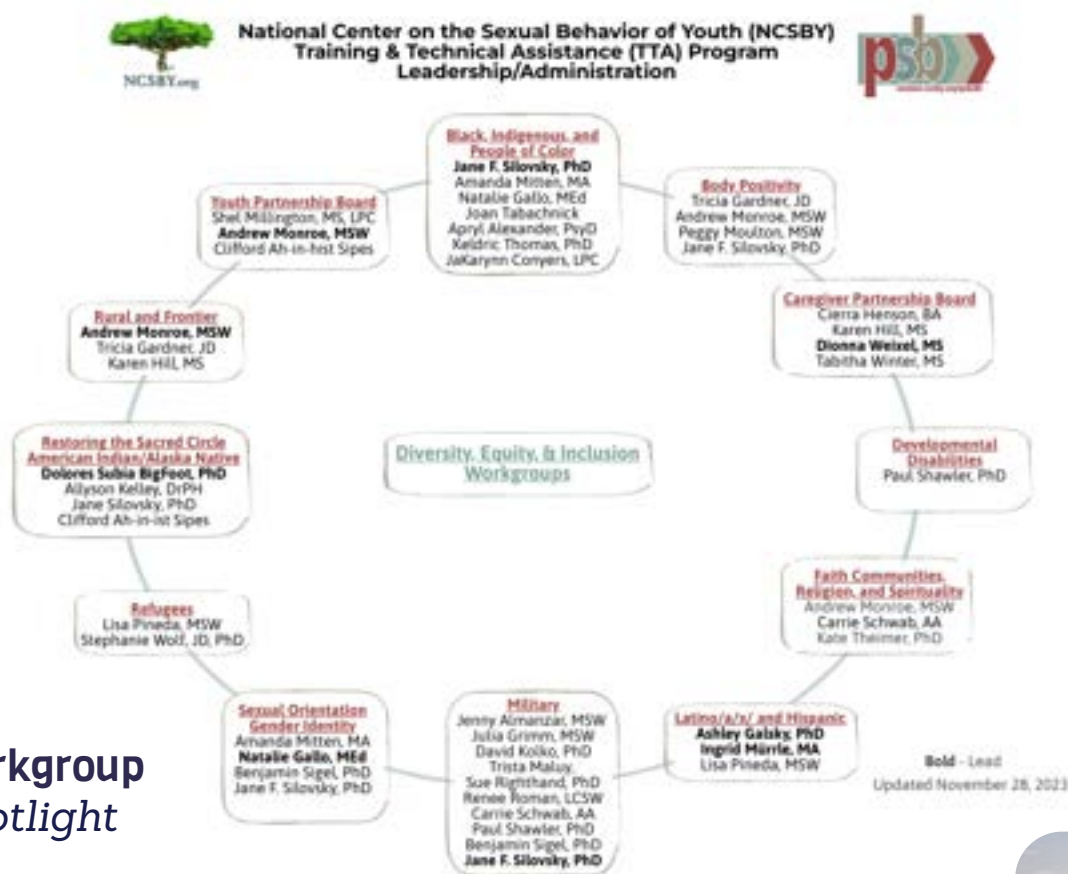 National Center on the Sexual Behavior of Youth (NCSBY)
Training & Technical Assistance (TTA) Program
Leadership/Administration
NCSBY.org
psb
Black, Indigenous, and
People of Color
Jane F. Silovsky, PhD
Amanda Mitten, MA
Natalie Gallo, MEd
Joan Tabachnick
Apryl Alexander, PsyD
Keldric Thomas, PhD
JaKarynn Conyers, LPC
Body Positivity
Tricia Gardner, JD
Andrew Monroe, MSW
Peggy Moulton, MSW
Jane F. Silovsky, PhD
Caregiver Partnership Board
Cierra Henson, BA
Karen Hill, MS
Dionna Weixel, MS
Tabitha Winter, MS
Developmental
Disabilities
Paul Shawler, PhD
Faith Communities,
Religion, and Spirituality
Andrew Monroe, MSW
Carrie Schwab, AA
Kate Theimer, PhD
Latino/a/x/ and Hispanic
Ashley Galsky, PhD
Ingrid Mürrle, MA
Lisa Pineda, MSW
Military
Jenny Almanzar, MSW
Julia Grimm, MSW
David Kolko, PhD
Trista Maluy,
Sue Righthand, PhD
Renee Roman, LCSW
Carrie Schwab, AA
Paul Shawler, PhD
Benjamin Sigel, PhD
Jane F. Silovsky, PhD
Sexual Orientation
Gender Identity
Amanda Mitten, MA
Natalie Gallo, MEd
Benjamin Sigel, PhD
Jane F. Silovsky, PhD
Refugees
Lisa Pineda, MSW
Stephanie Wolf, JD, PhD
Restoring the Sacred Circle
American Indian/Alaska Native
Dolores Subia BigFoot, PhD
Allyson Kelley, DrPH
Jane Silovsky, PhD
Clifford Ah-in-ist Sipes
Rural and Frontier
Andrew Monroe, MSW
Tricia Gardner, JD
Karen Hill, MS
Youth Partnership Board
Shel Millington, MS, LPC
Andrew Monroe, MSW
Clifford Ah-in-hist Sipes
Diversity, Equity, & Inclusion
Workgroups
Bold - Lead
Updated November 28, 2023
rkgroup
otlight